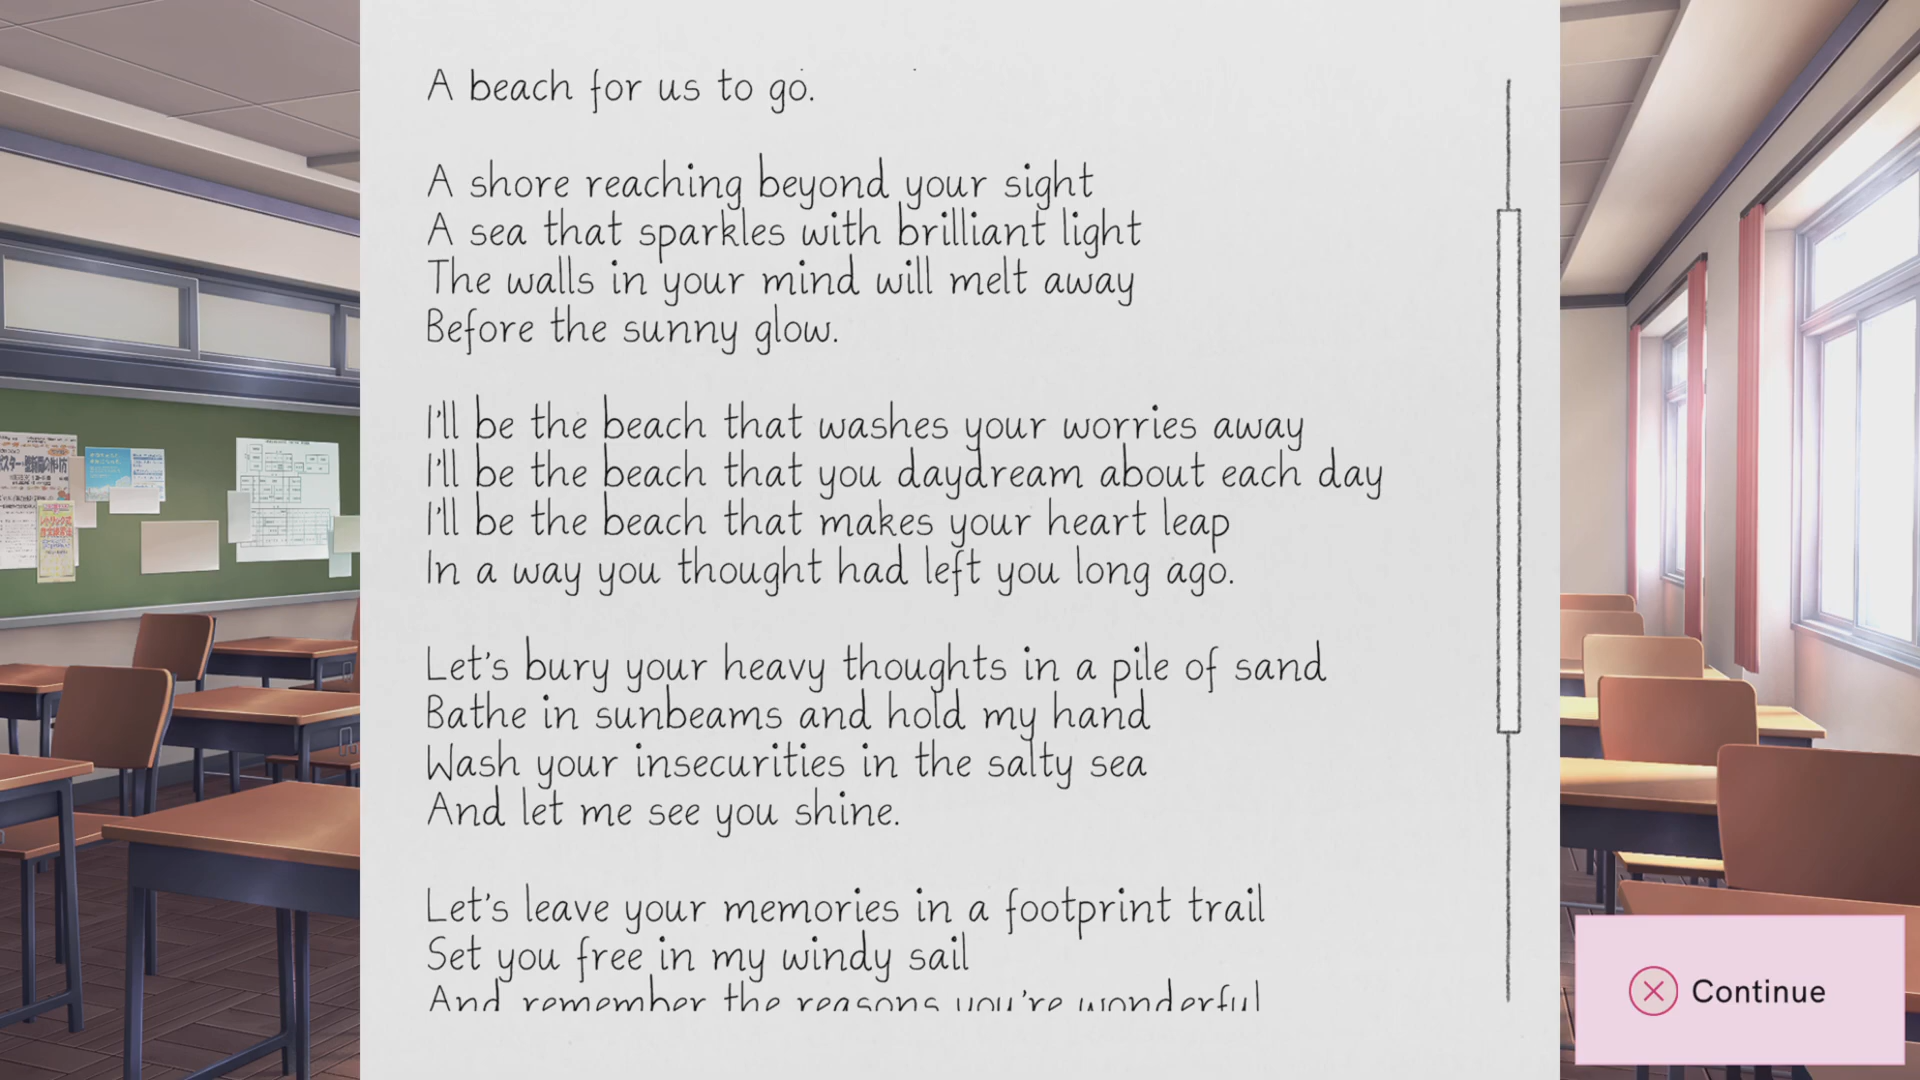 A beach for us to go.
A shore reaching beyond your sight
A sea that sparkles with brilliant light
The walls in your mind will melt away
Before the sunny glow.
I'll be the beach that washes your worries away
I'll be the beach that you daydream about each day
I'll be the beach that makes your heart leap
In a way you thought had left you long ago.
Let's bury your heavy thoughts in a pile of sand
Bathe in sunbeams and hold my hand
Wash your insecurities in the salty sea
And let me see you shine.
Let's leave your memories in a footprint trail
Set you free in my windy sail
And remember the reasons you're wonderful
Continue